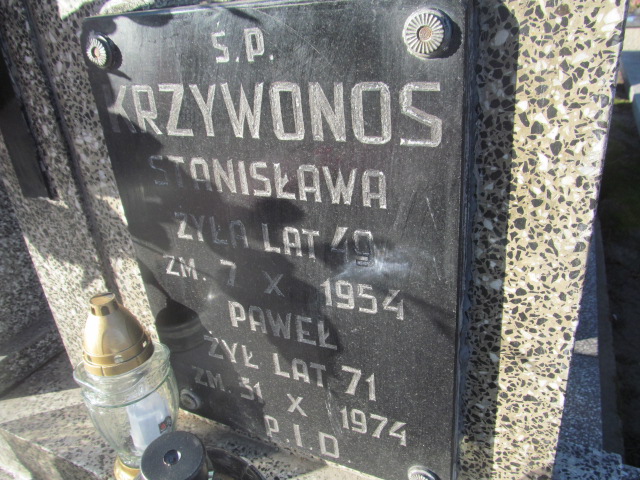 Ś.P.
KRZYWONOS
STANISŁAWA
ŻYŁA LAT 49
ZM. 7 X 1954
PAWEŁ
ŻYŁ LAT 71
ZM. 31 X 1974
P.I.D